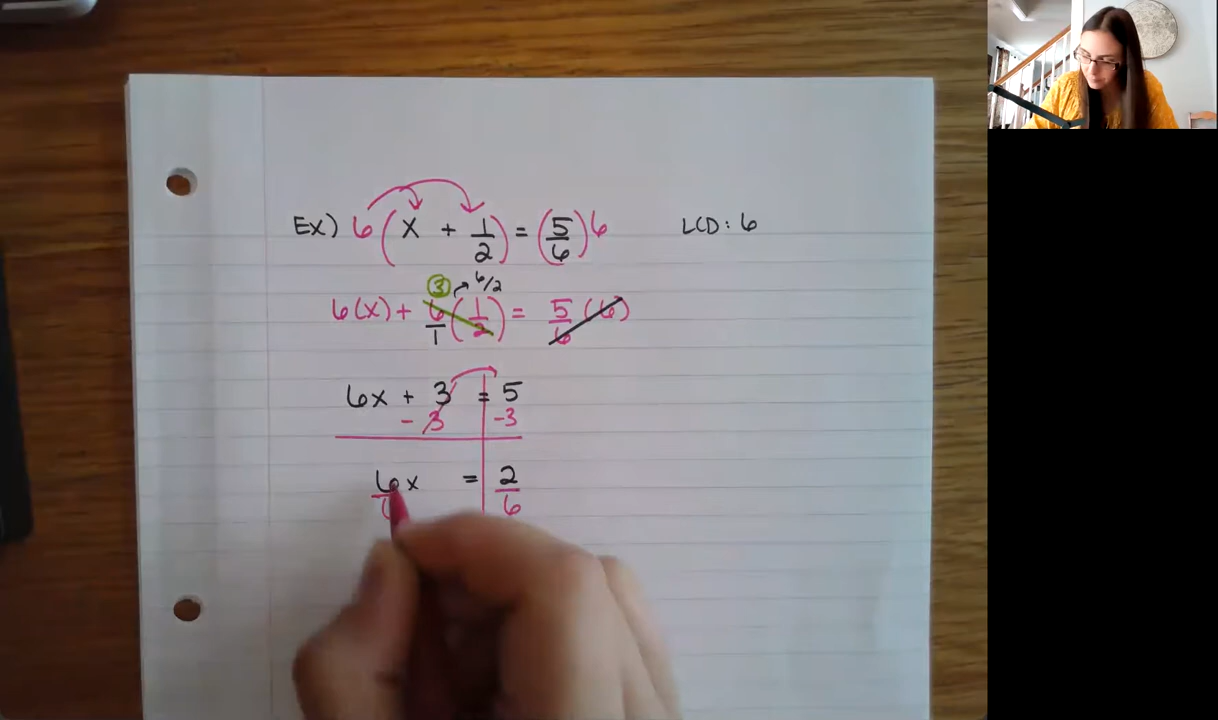 Ex) 6(x + 1/2) = (5/6)6 LCD: 6
③ → 6/2
6(x) + 6/1(1/2) = 5/6(6)
6x + 3 = 5
- 3 -3
6x = 2
6 6